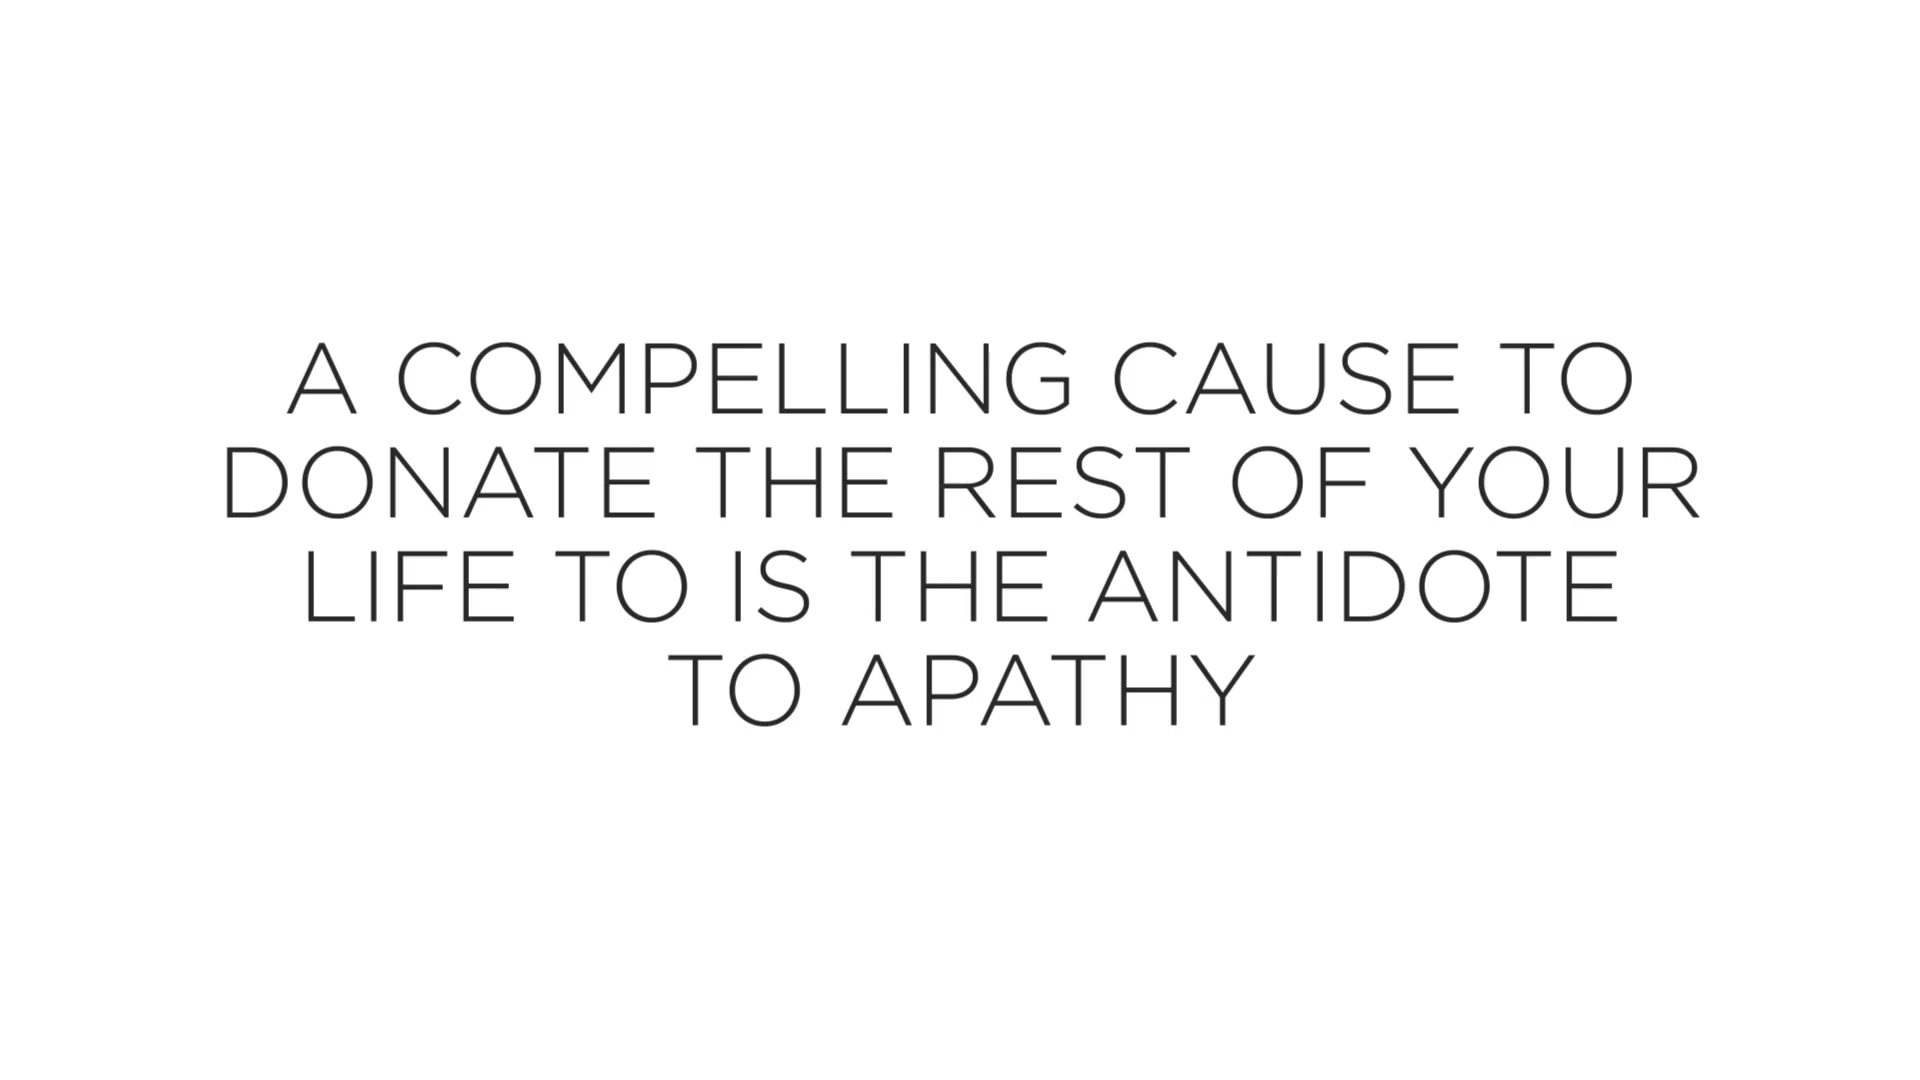 A COMPELLING CAUSE TO
DONATE THE REST OF YOUR
LIFE TO IS THE ANTIDOTE
TO APATHY